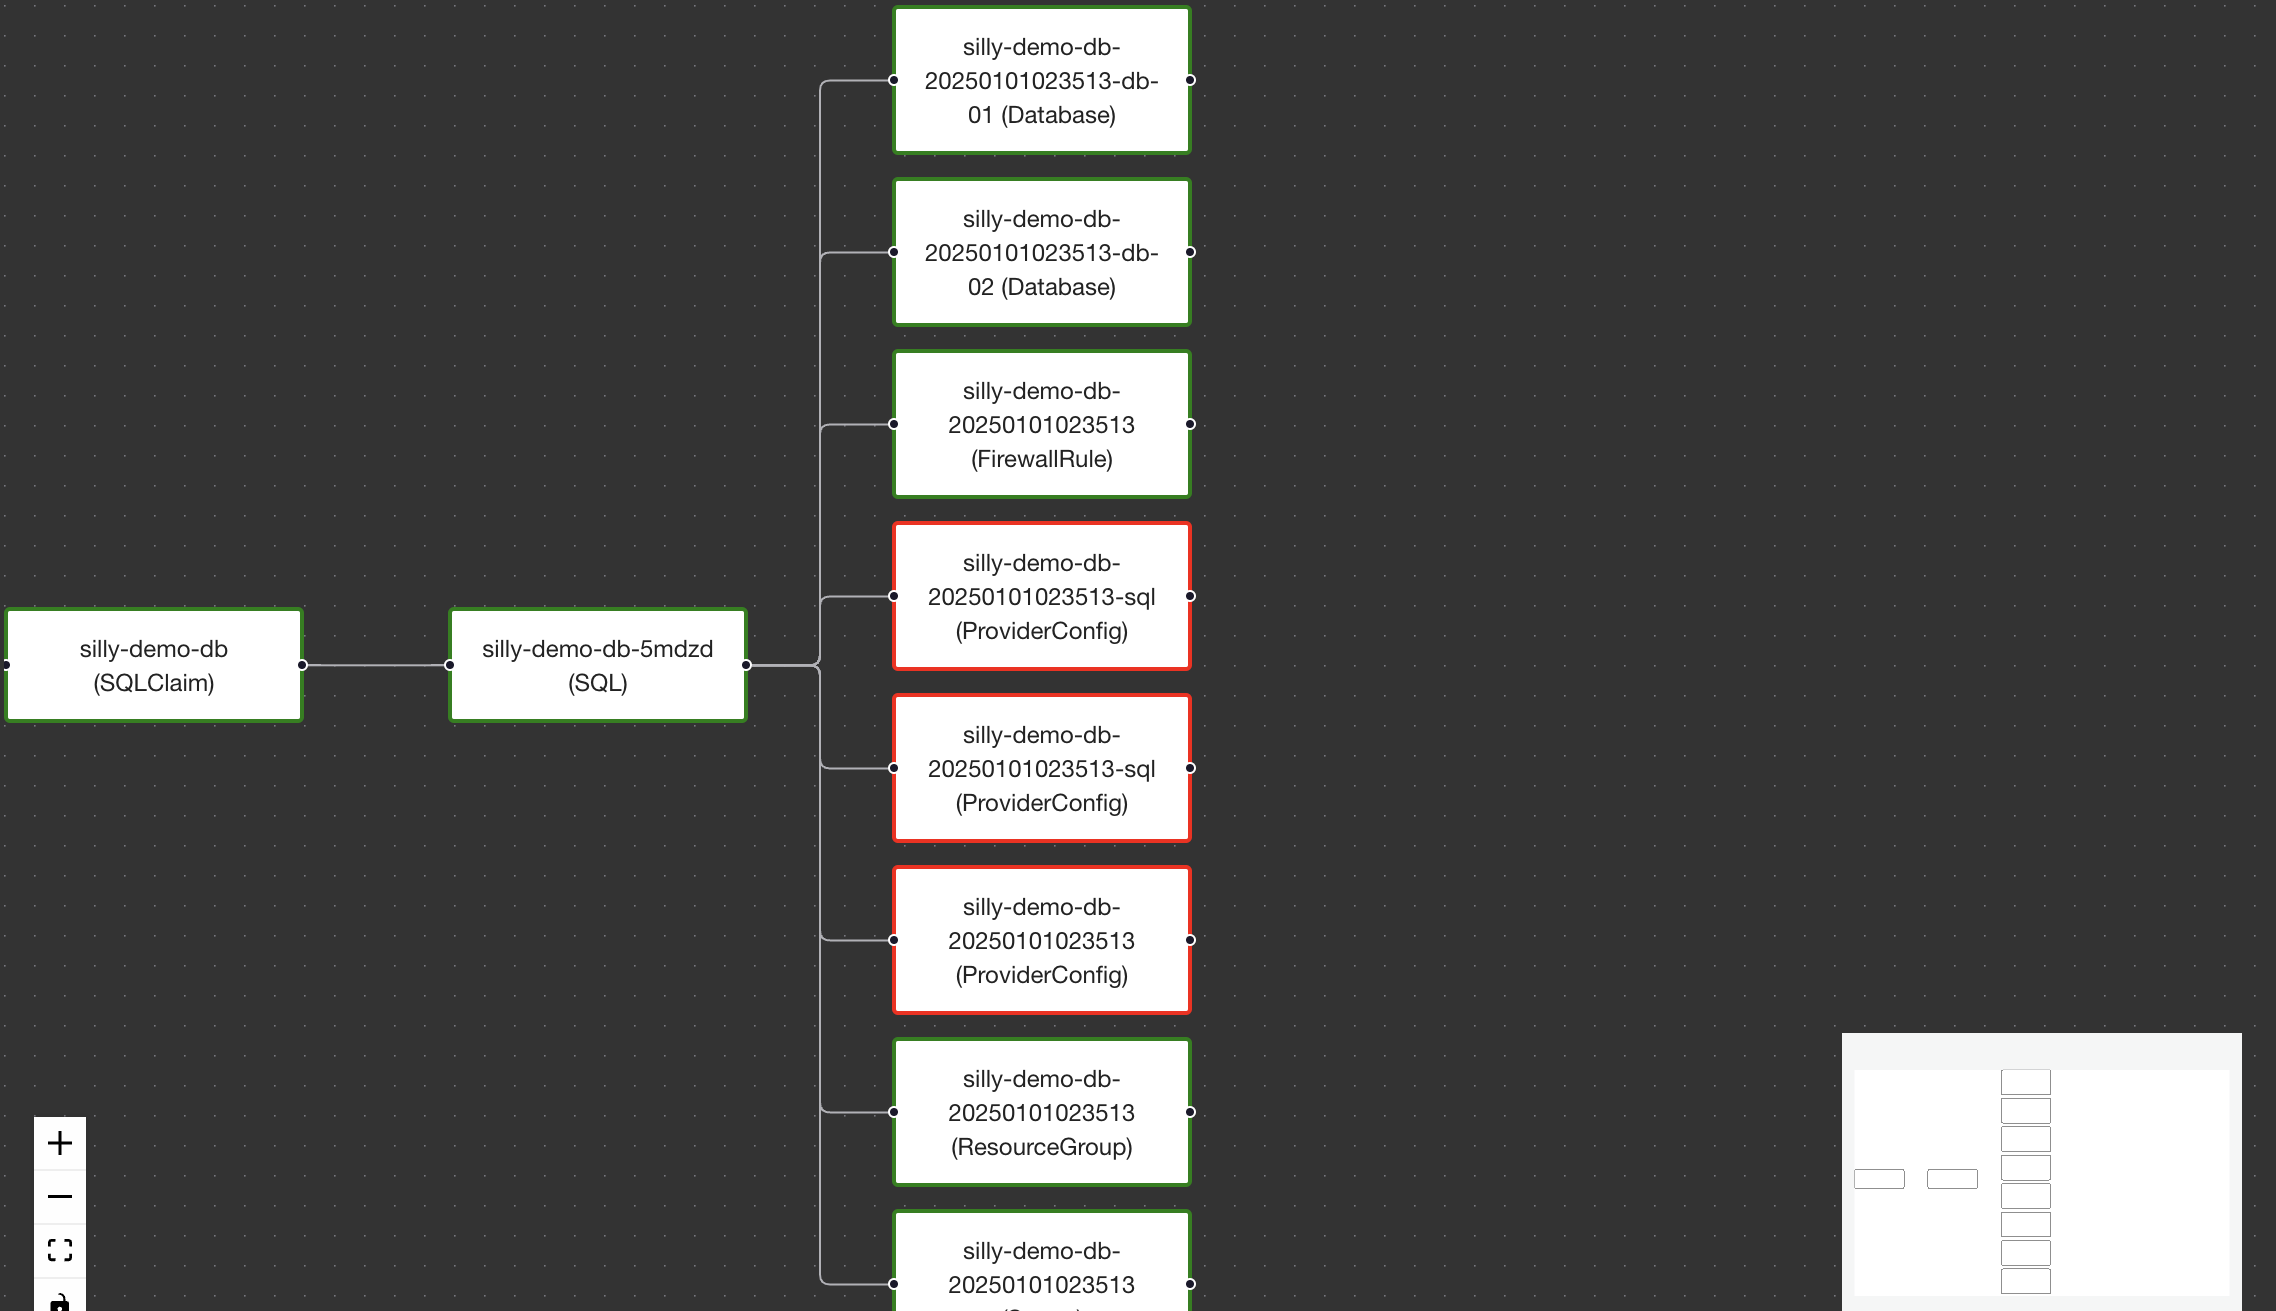 silly-demo-db-
20250101023513-db-
01 (Database)
silly-demo-db-
20250101023513-db-
02 (Database)
silly-demo-db-
20250101023513
(FirewallRule)
silly-demo-db-
20250101023513-sql
(ProviderConfig)
silly-demo-db
(SQLClaim)
silly-demo-db-5mdzd
(SQL)
silly-demo-db-
20250101023513-sql
(ProviderConfig)
silly-demo-db-
20250101023513
(ProviderConfig)
silly-demo-db-
20250101023513
(ResourceGroup)
silly-demo-db-
20250101023513